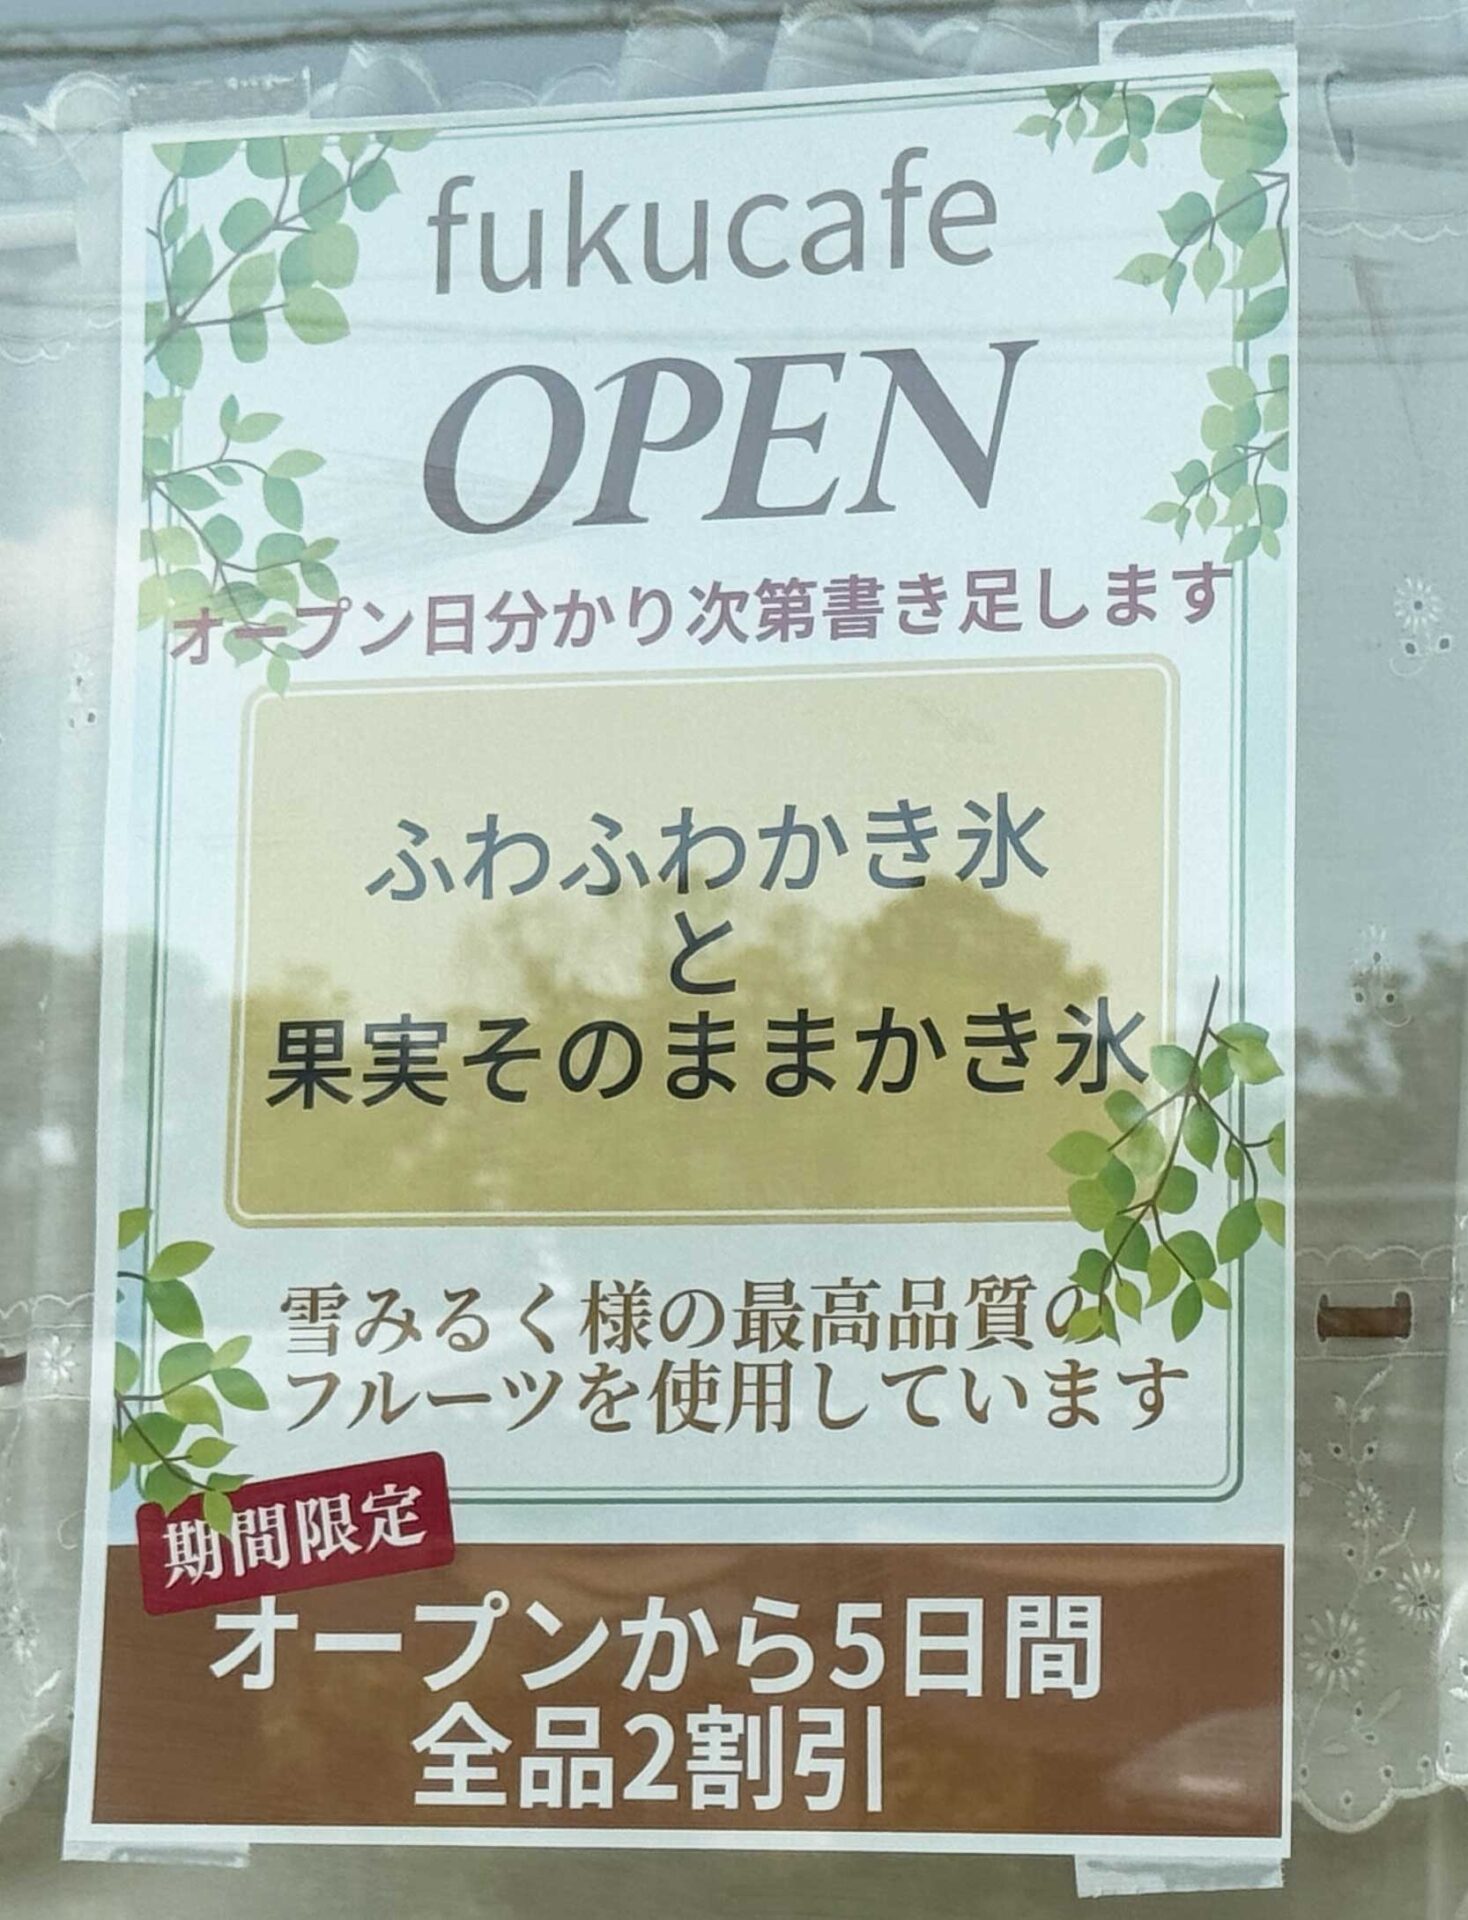 fukucafe
OPEN
オープン日分かり次第書き足します
ふわふわかき氷
と
果実そのままかき氷
雪みるく様の最高品質の
フルーツを使用しています
期間限定
オープンから5日間
全品2割引